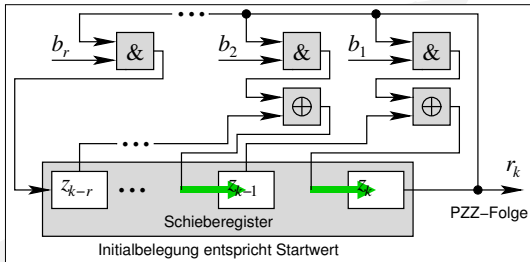 b_r & b_2 & b_1 &
⊕ ⊕
z_{k-r} z_{k-1} z_k r_k
Schieberegister
PZZ-Folge
Initialbelegung entspricht Startwert